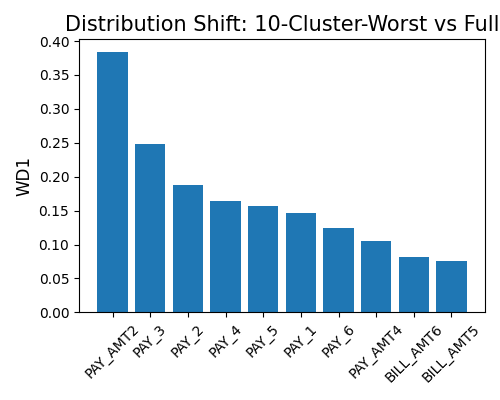 Distribution Shift: 10-Cluster-Worst vs Full
0.40
0.35
0.30
0.25
0.20
0.15
0.10
0.05
0.00
WD1
PAY_AMT2
PAY_3
PAY_2
PAY_4
PAY_5
PAY_1
PAY_6
PAY_AMT4
BILL_AMT6
BILL_AMT5